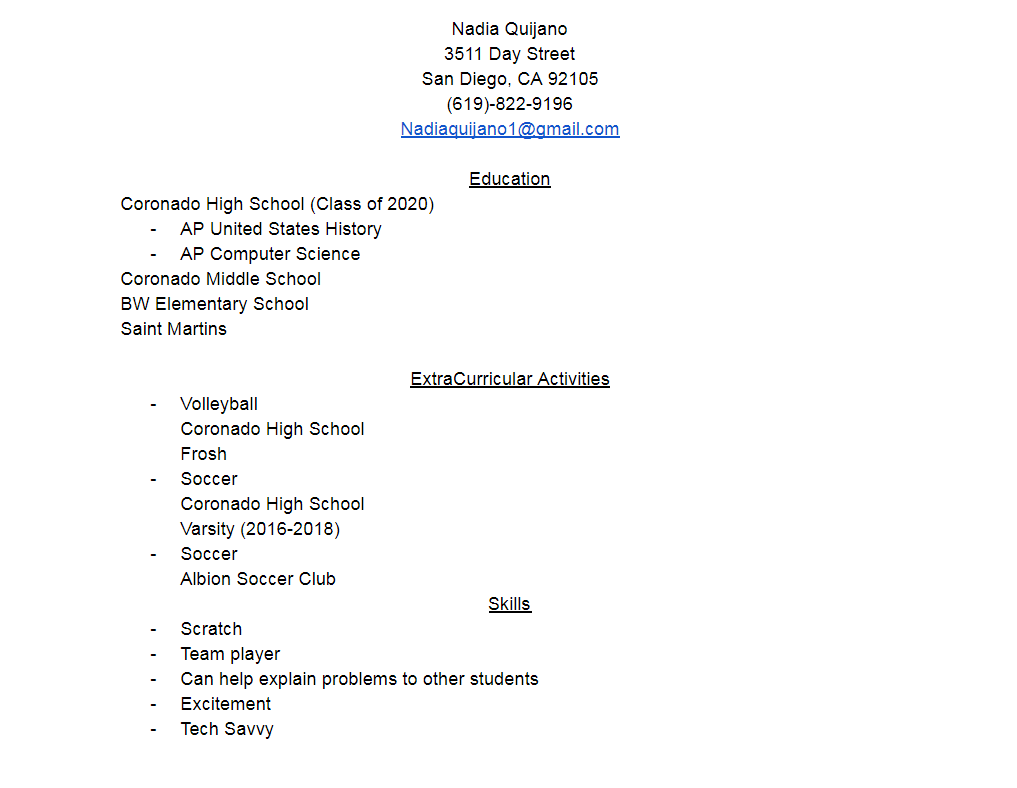 Nadia Quijano
3511 Day Street
San Diego, CA 92105
(619)-822-9196
Nadiaquijano1@gmail.com
Education
Coronado High School (Class of 2020)
- AP United States History
- AP Computer Science
Coronado Middle School
BW Elementary School
Saint Martins
ExtraCurricular Activities
- Volleyball
Coronado High School
Frosh
- Soccer
Coronado High School
Varsity (2016-2018)
- Soccer
Albion Soccer Club
Skills
- Scratch
- Team player
- Can help explain problems to other students
- Excitement
- Tech Savvy